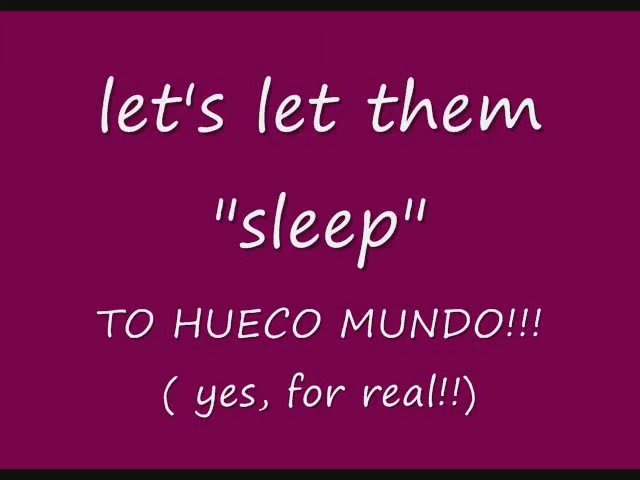 let's let them
"sleep"
TO HUECO MUNDO!!!
( yes, for real!!)